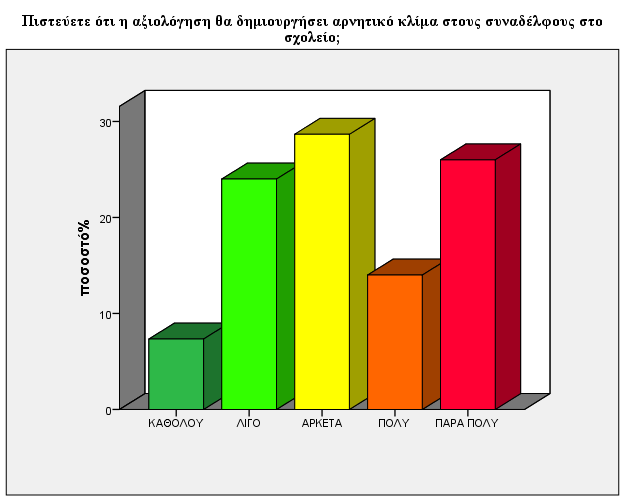 Πιστεύετε ότι η αξιολόγηση θα δημιουργήσει αρνητικό κλίμα στους συναδέλφους στο
σχολείο;
30
20
10
0
ποσοστό%
ΚΑΘΟΛΟΥ ΛΙΓΟ ΑΡΚΕΤΑ ΠΟΛΥ ΠΑΡΑ ΠΟΛΥ